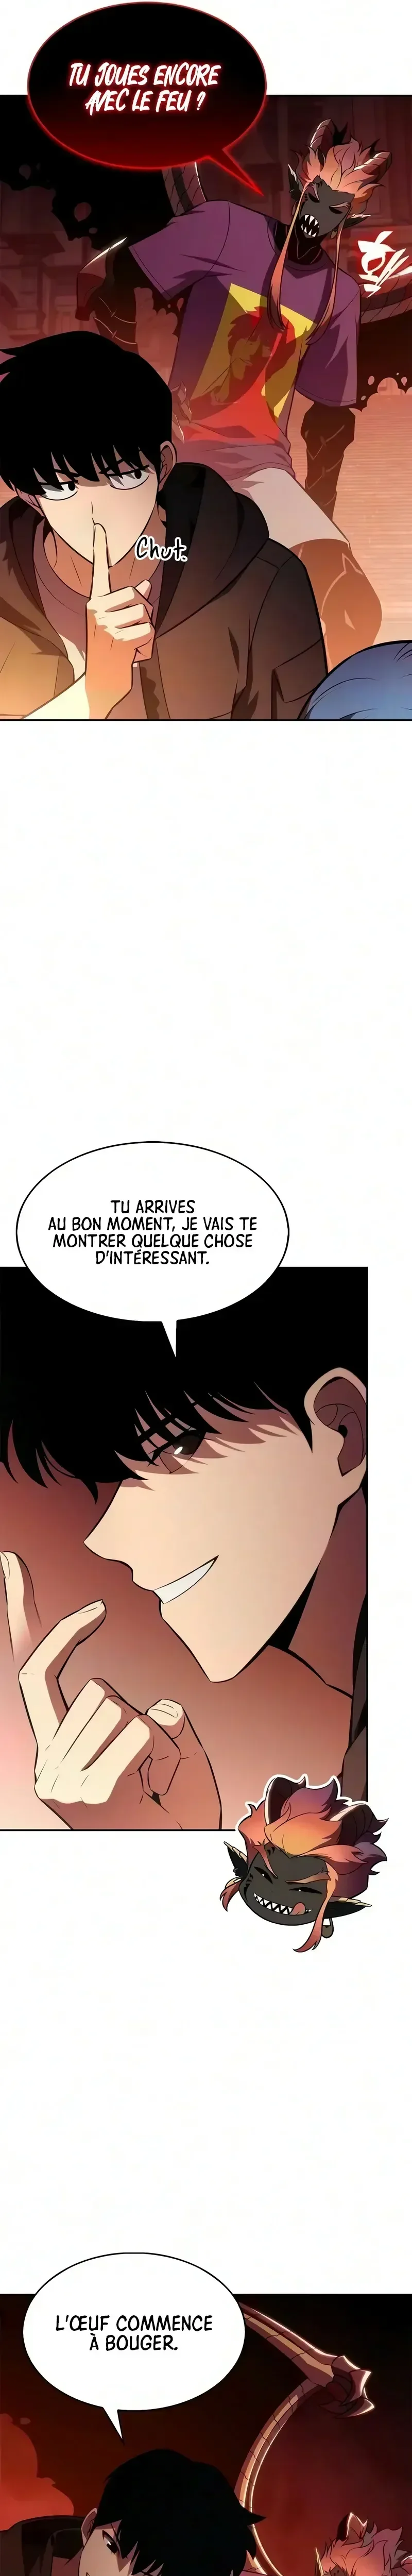 TU JOUES ENCORE
AVEC LE FEU ?
Chut.
TU ARRIVES
AU BON MOMENT, JE VAIS TE
MONTRER QUELQUE CHOSE
D'INTÉRESSANT.
L'ŒUF COMMENCE
À BOUGER.